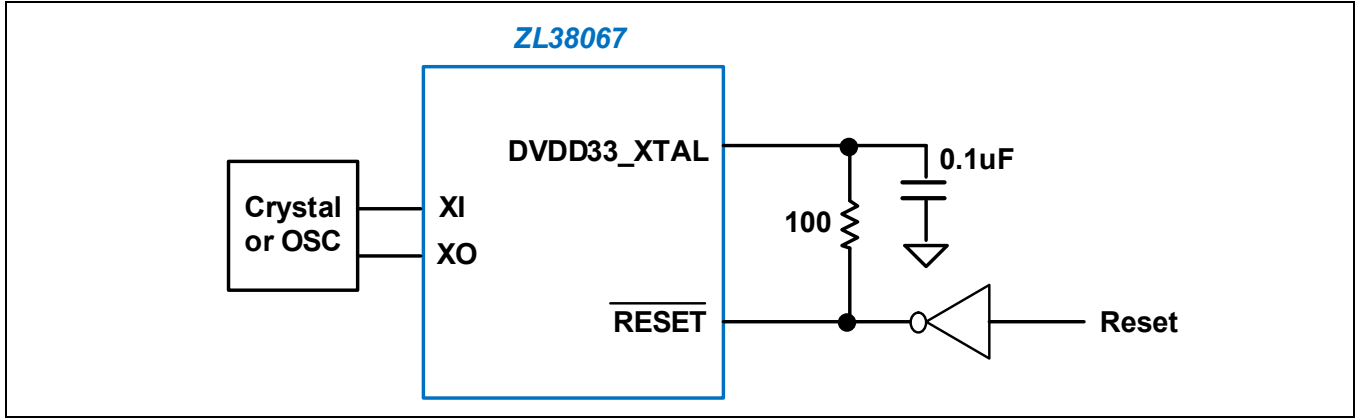 ZL38067
DVDD33_XTAL
0.1uF
Crystal
or OSC
XI
XO
100
RESET
Reset